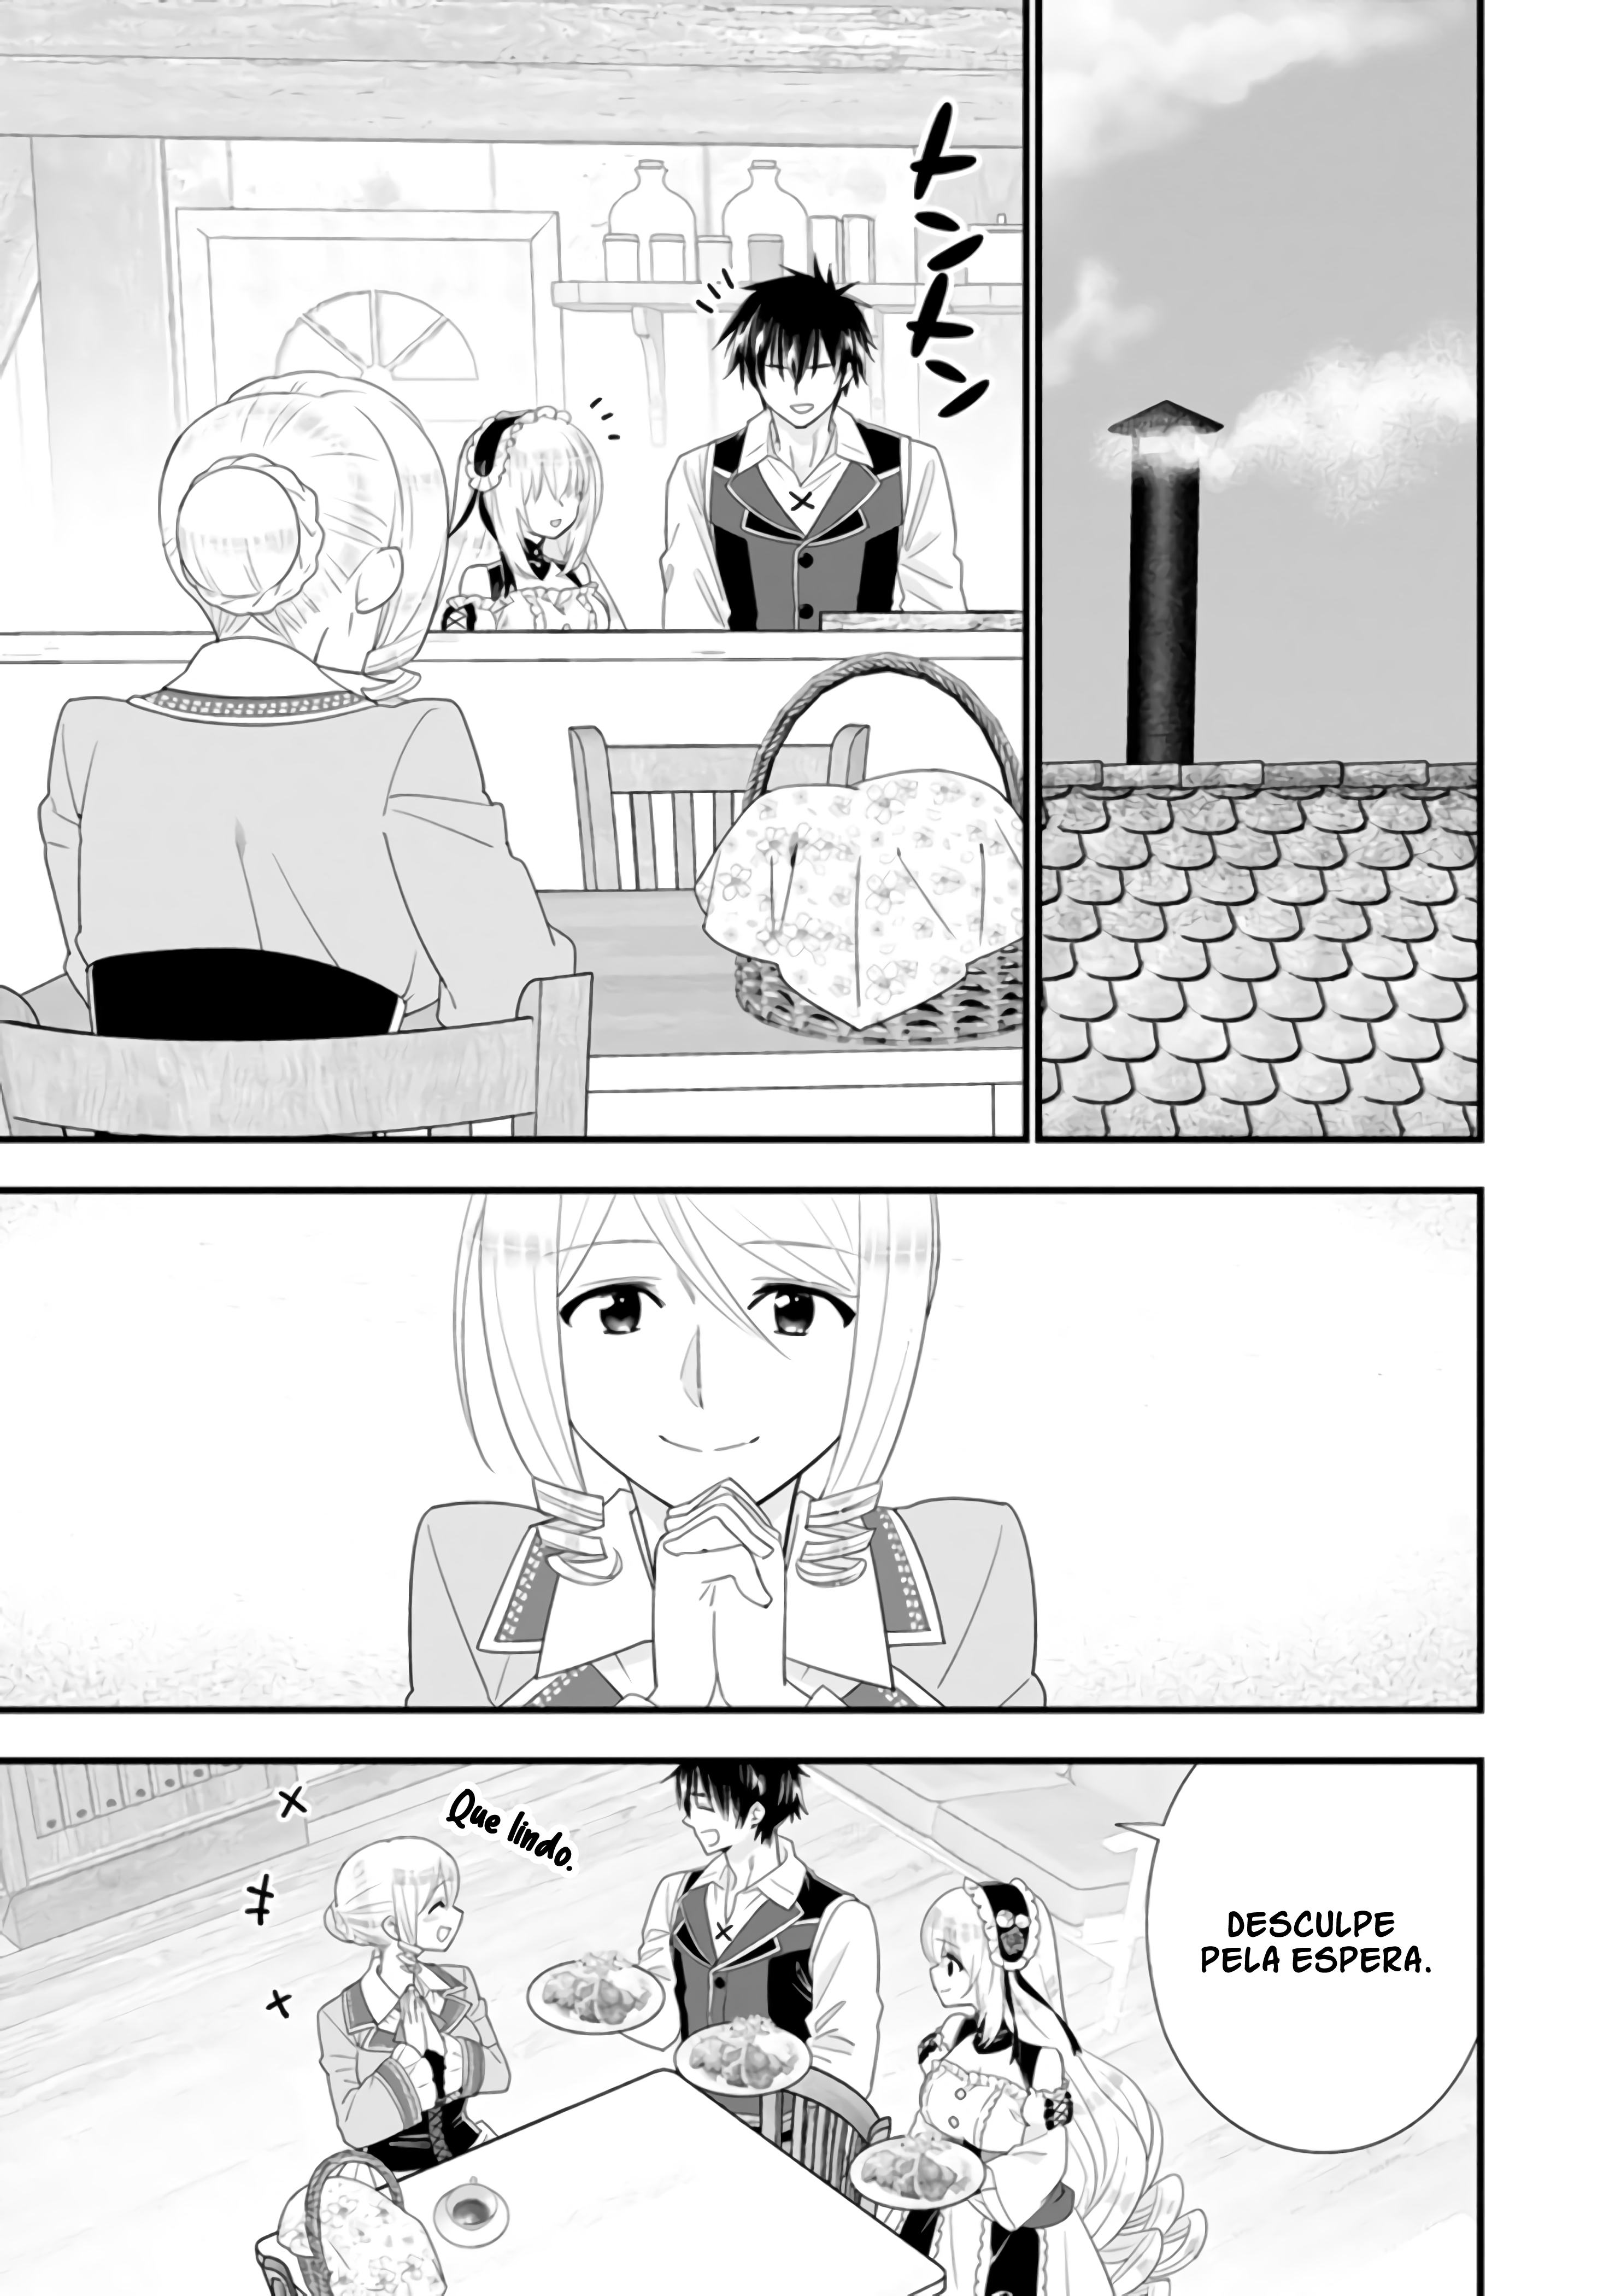 トントン
DESCULPE
PELA ESPERA.
Que lindo.